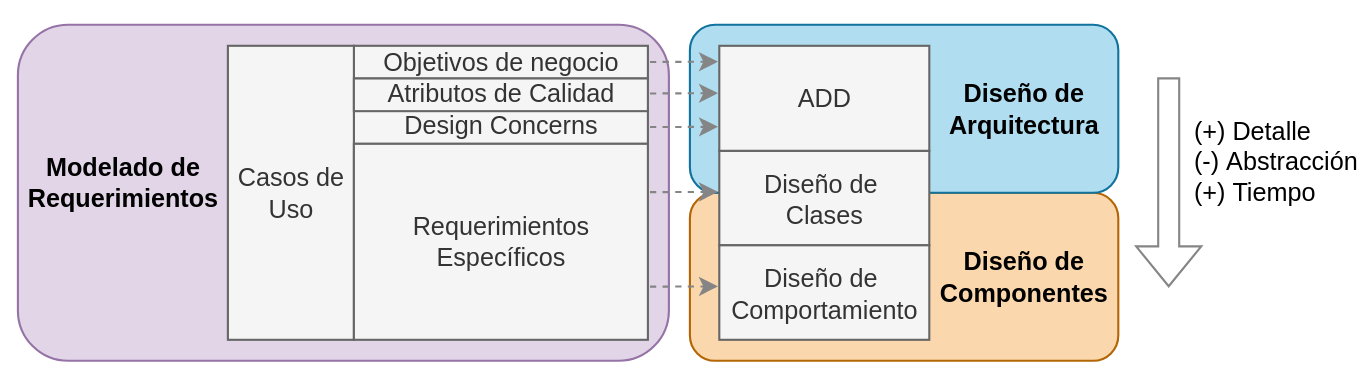 Modelado de
Requerimientos
Casos de
Uso
Objetivos de negocio
Atributos de Calidad
Design Concerns
Requerimientos
Específicos
ADD
Diseño de
Clases
Diseño de
Comportamiento
Diseño de
Arquitectura
Diseño de
Componentes
(+) Detalle
(-) Abstracción
(+) Tiempo